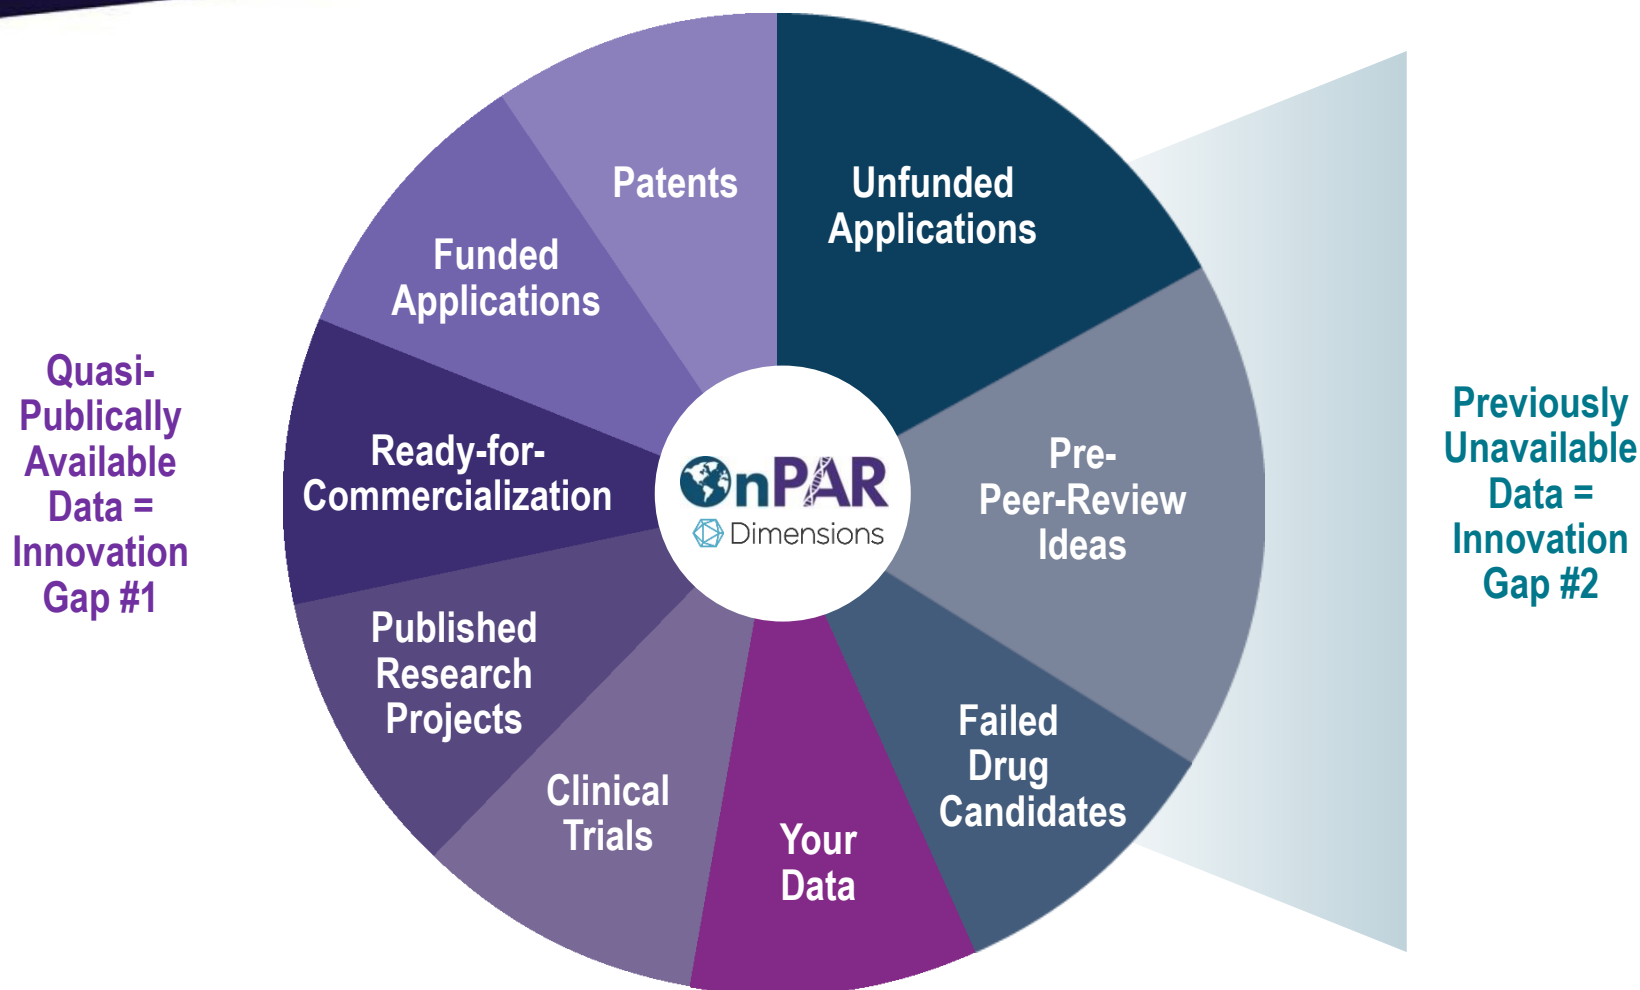 Patents
Unfunded
Applications
Funded
Applications
Quasi-
Publically
Available
Data =
Innovation
Gap #1
Ready-for-
Commercialization
OnPAR
Dimensions
Pre-
Peer-Review
Ideas
Previously
Unavailable
Data =
Innovation
Gap #2
Published
Research
Projects
Failed
Drug
Candidates
Clinical
Trials
Your
Data